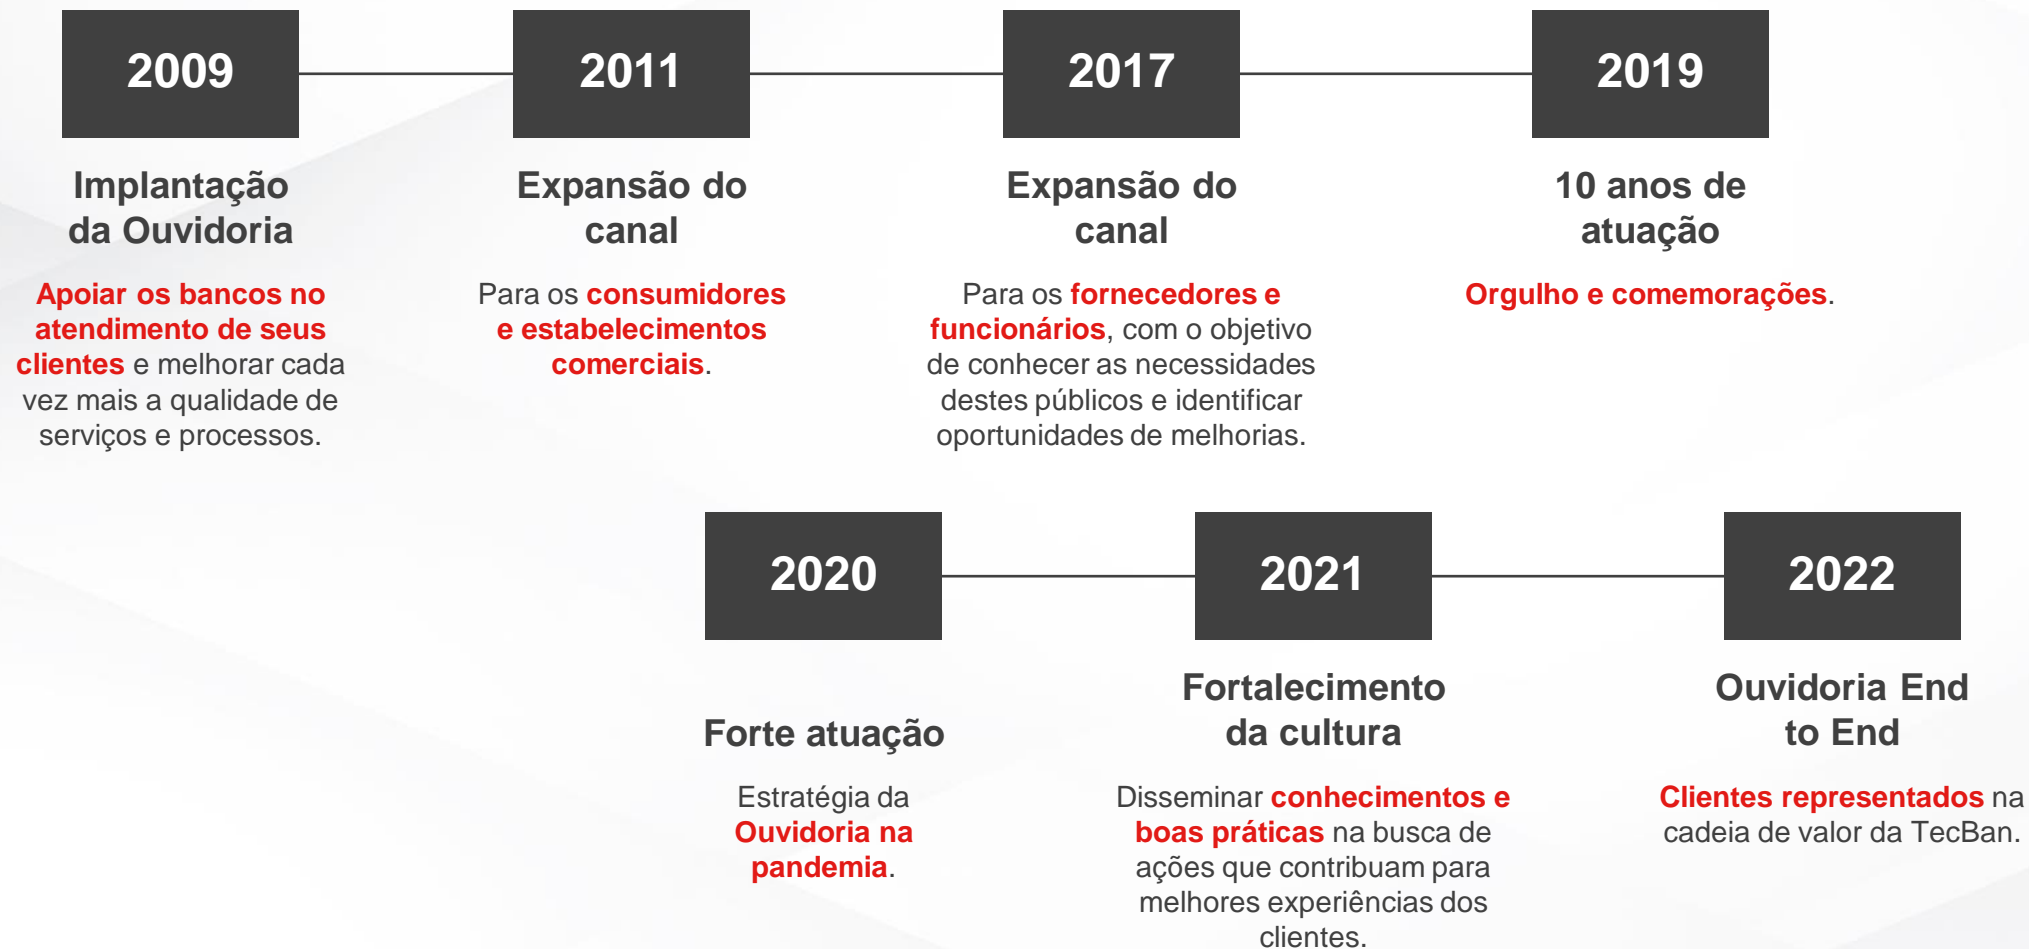 2009
Implantação
da Ouvidoria
Apoiar os bancos no
atendimento de seus
clientes e melhorar cada
vez mais a qualidade de
serviços e processos.
2011
Expansão do
canal
Para os consumidores
e estabelecimentos
comerciais.
2017
Expansão do
canal
Para os fornecedores e
funcionários, com o objetivo
de conhecer as necessidades
destes públicos e identificar
oportunidades de melhorias.
2019
10 anos de
atuação
Orgulho e comemorações.
2020
Forte atuação
Estratégia da
Ouvidoria na
pandemia.
2021
Fortalecimento
da cultura
Disseminar conhecimentos e
boas práticas na busca de
ações que contribuam para
melhores experiências dos
clientes.
2022
Ouvidoria End
to End
Clientes representados na
cadeia de valor da TecBan.